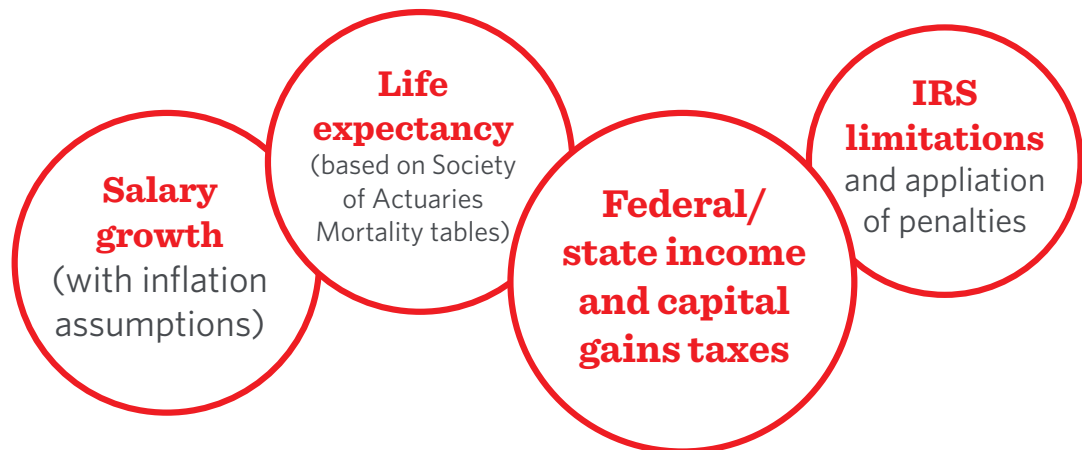 Salary
growth
(with inflation
assumptions)
Life
expectancy
(based on Society
of Actuaries
Mortality tables)
Federal/
state income
and capital
gains taxes
IRS
limitations
and appliation
of penalties